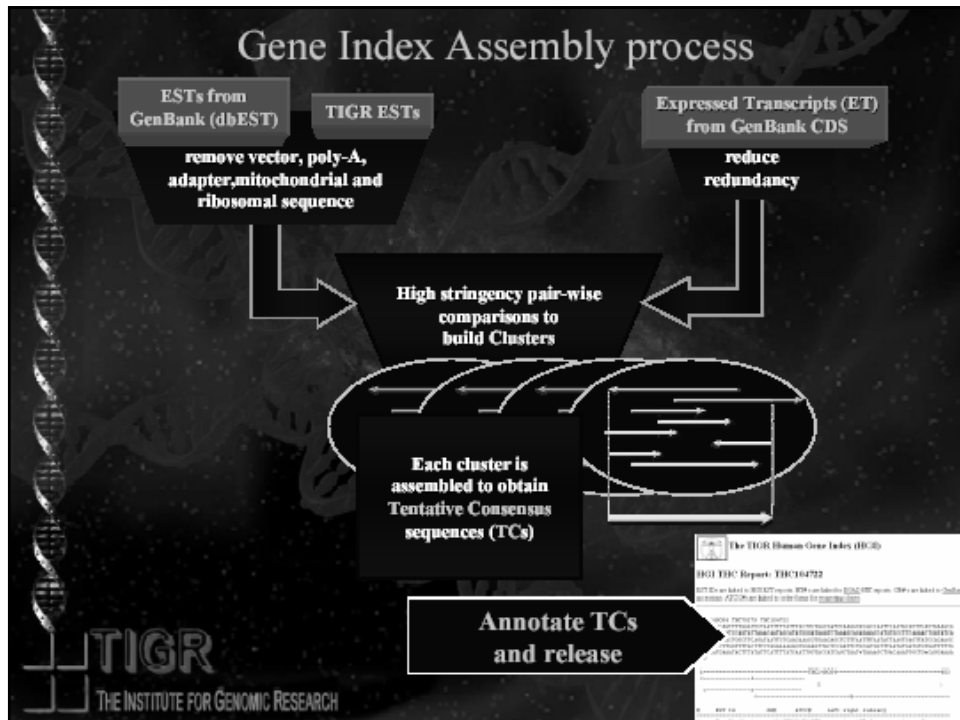 Gene Index Assembly process
ESTs from
GenBank (dbEST)
TIGR ESTs
remove vector, poly-A,
adapter,mitochondrial and
ribosomal sequence
Expressed Transcripts (ET)
from GenBank CDS
reduce
redundancy
High stringency pair-wise
comparisons to
build Clusters
Each cluster is
assembled to obtain
Tentative Consensus
sequences (TCs)
Annotate TCs
and release
The TIGR Human Gene Index (HGI)
HGI THC Report: THC104722
TIGR
THE INSTITUTE FOR GENOMIC RESEARCH